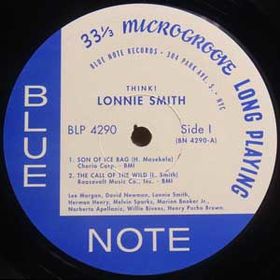 33⅓ MICROGROOVE LONG PLAYING
BLUE NOTE RECORDS • 304 PARK AVE. S., NYC
THINK!
LONNIE SMITH
BLP 4290
Side 1
(BN 4290-A)
1. SON OF ICE BAG (H. Masekela)
Cherio Corp. - BMI
2. THE CALL OF THE WILD (L. Smith)
Roosevelt Music Co., Inc. - BMI
Lee Morgan, David Newman, Lonnie Smith,
Herman Henry, Melvin Sparks, Marion Booker Jr.,
Norberto Apellaniz, Willie Bivens, Henry Pucho Brown.
BLUE
NOTE